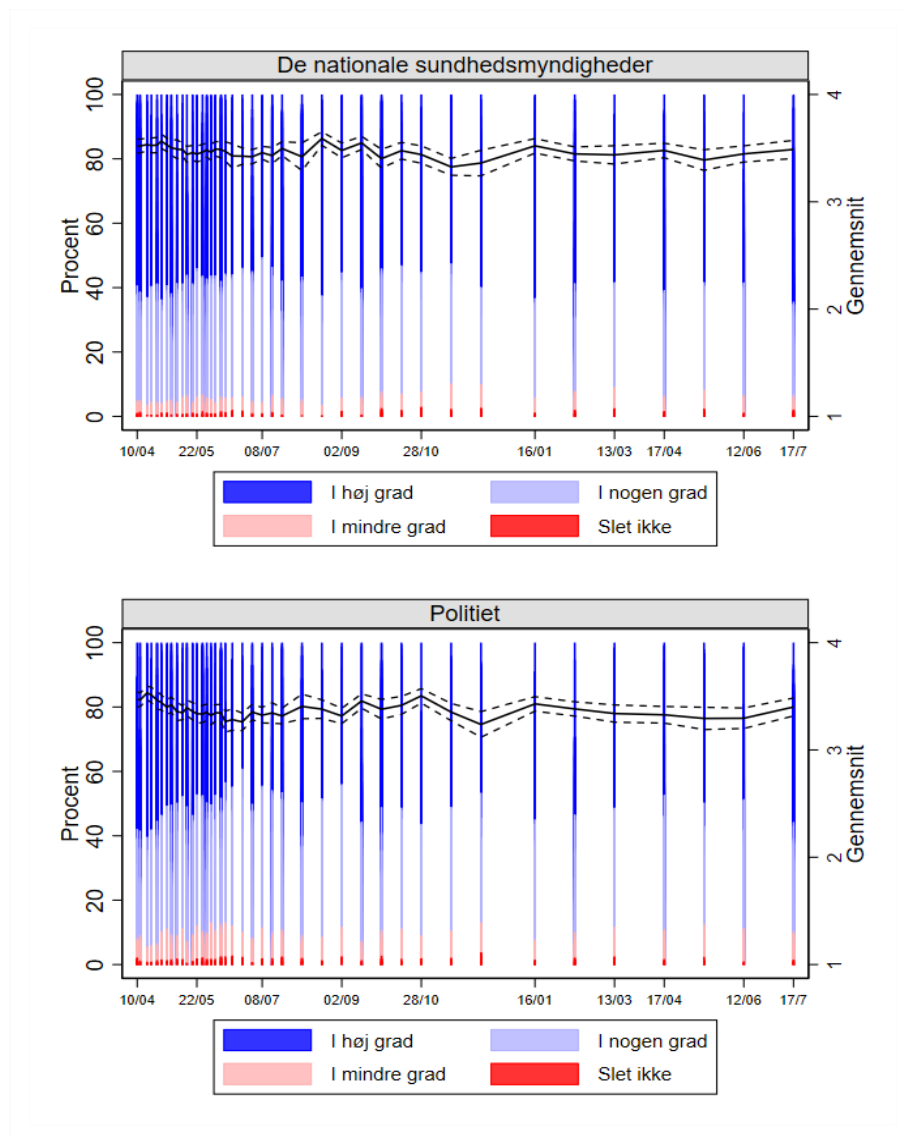 De nationale sundhedsmyndigheder
100
80
60
40
20
0
Procent
4
3
2
1
Gennemsnit
10/04 22/05 08/07 02/09 28/10 16/01 13/03 17/04 12/06 17/7
I høj grad I nogen grad
I mindre grad Slet ikke
Politiet
100
80
60
40
20
0
Procent
4
3
2
1
Gennemsnit
10/04 22/05 08/07 02/09 28/10 16/01 13/03 17/04 12/06 17/7
I høj grad I nogen grad
I mindre grad Slet ikke